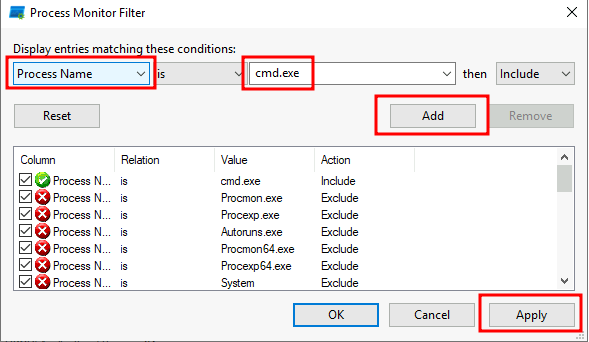 Process Monitor Filter
Display entries matching these conditions:
Process Name is cmd.exe then Include
Reset Add Remove
Column Relation Value Action
Process N... is cmd.exe Include
Process N... is Procmon.exe Exclude
Process N... is Procexp.exe Exclude
Process N... is Autoruns.exe Exclude
Process N... is Procmon64.exe Exclude
Process N... is Procexp64.exe Exclude
Process N... is System Exclude
OK Cancel Apply